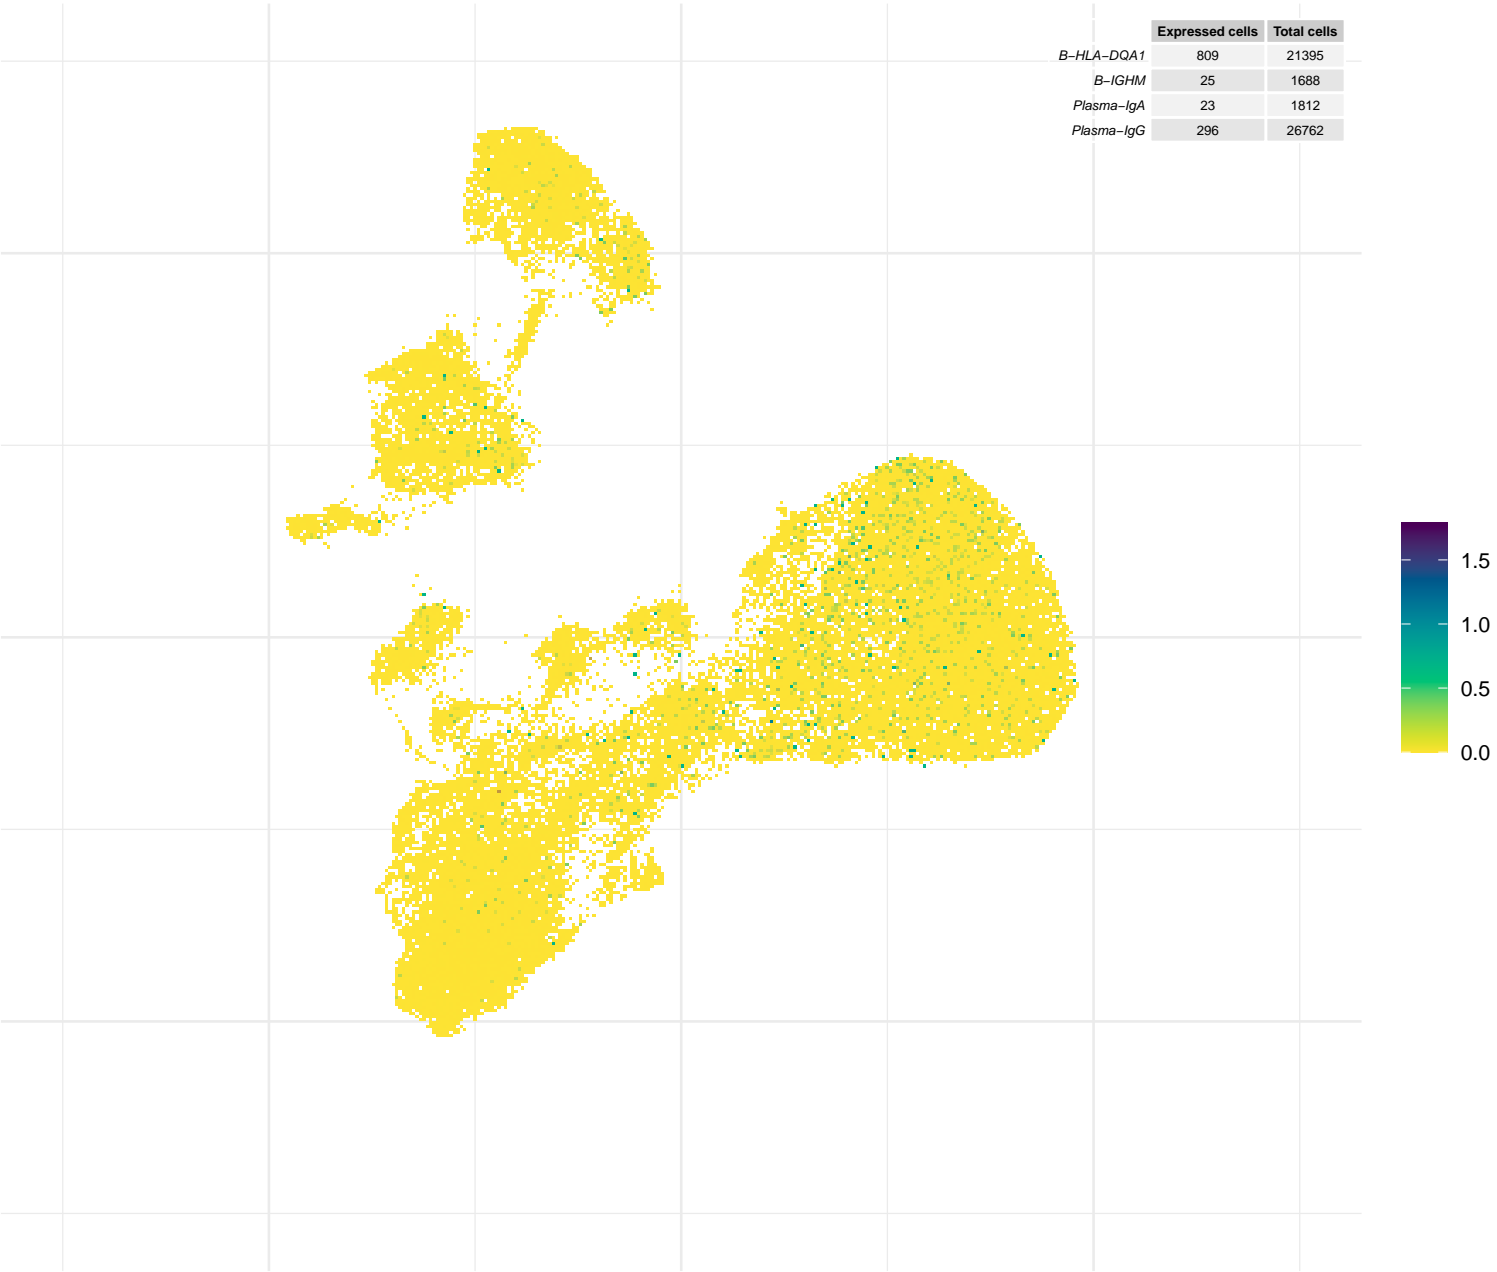 Expressed cells Total cells
B−HLA−DQA1 809 21395
B−IGHM 25 1688
Plasma−IgA 23 1812
Plasma−IgG 296 26762
1.5
1.0
0.5
0.0